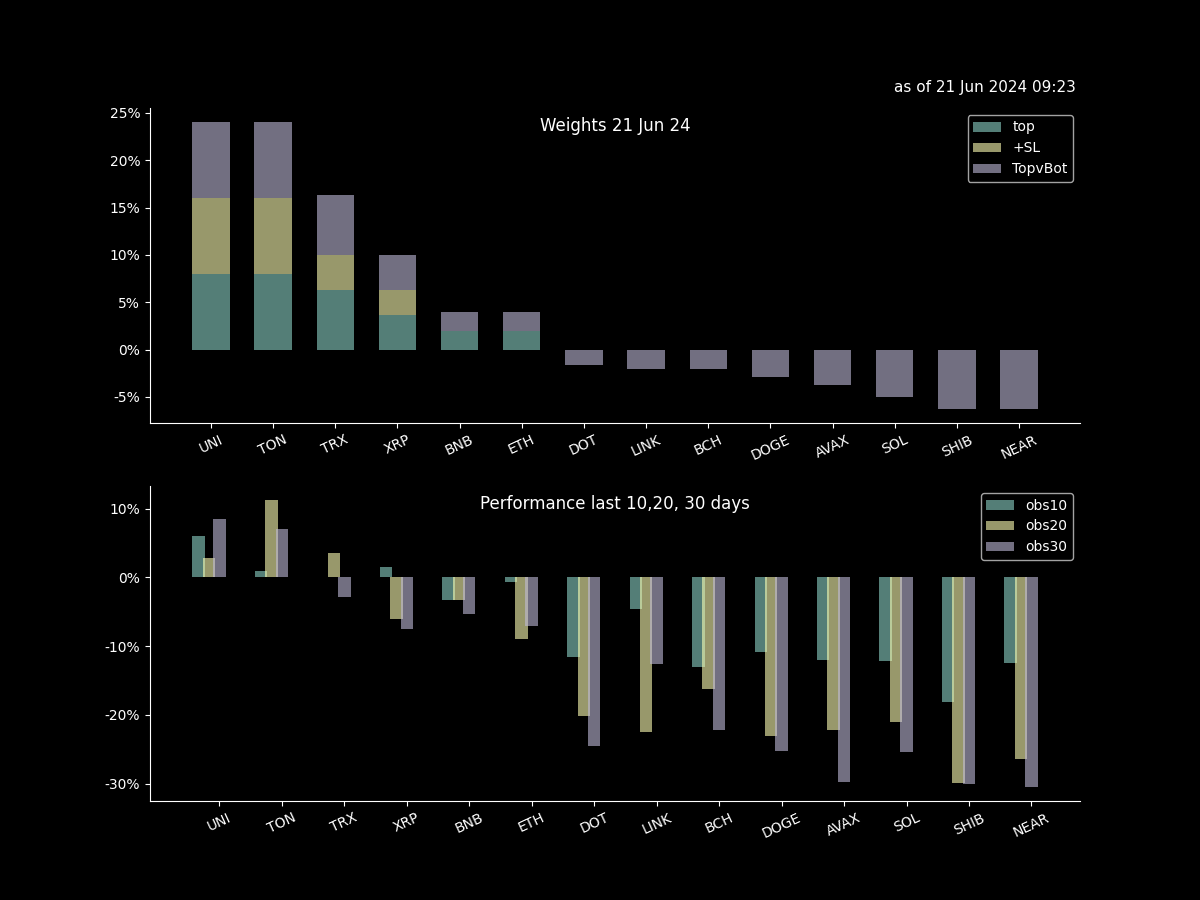 as of 21 Jun 2024 09:23
Weights 21 Jun 24
top
+SL
TopvBot
25%
20%
15%
10%
5%
0%
-5%
UNI TON TRX XRP BNB ETH DOT LINK BCH DOGE AVAX SOL SHIB NEAR
Performance last 10,20, 30 days
obs10
obs20
obs30
10%
0%
-10%
-20%
-30%
UNI TON TRX XRP BNB ETH DOT LINK BCH DOGE AVAX SOL SHIB NEAR